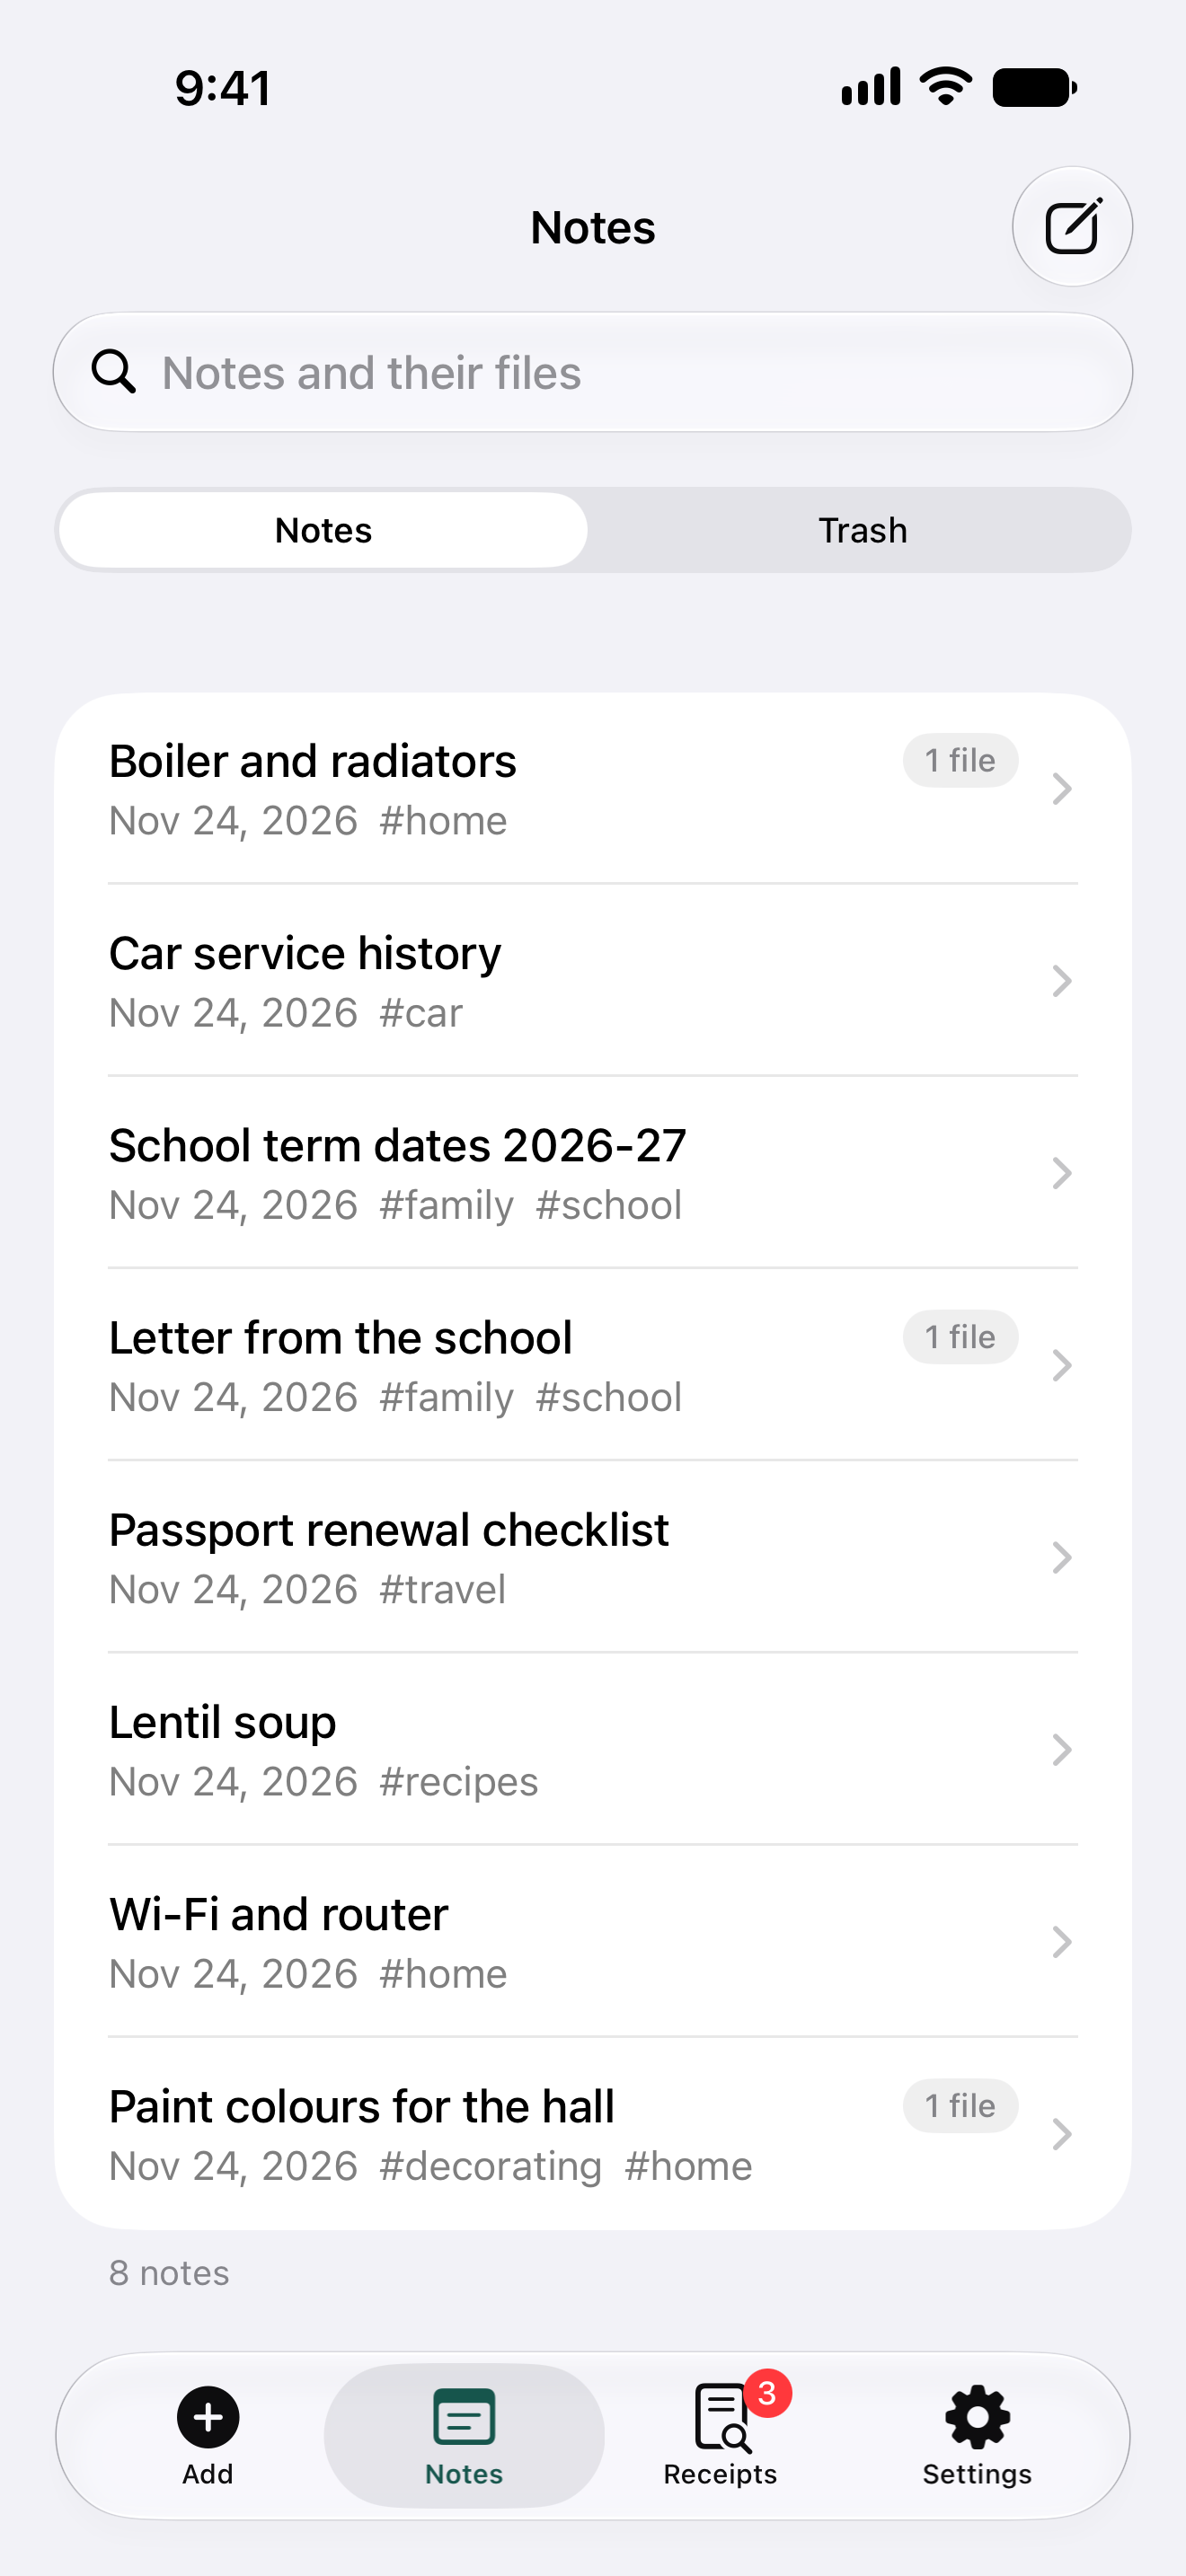 9:41
Notes
Notes and their files
Notes
Trash
Boiler and radiators
1 file
Nov 24, 2026 #home
Car service history
Nov 24, 2026 #car
School term dates 2026-27
Nov 24, 2026 #family #school
Letter from the school
1 file
Nov 24, 2026 #family #school
Passport renewal checklist
Nov 24, 2026 #travel
Lentil soup
Nov 24, 2026 #recipes
Wi-Fi and router
Nov 24, 2026 #home
Paint colours for the hall
1 file
Nov 24, 2026 #decorating #home
8 notes
3
Add
Notes
Receipts
Settings